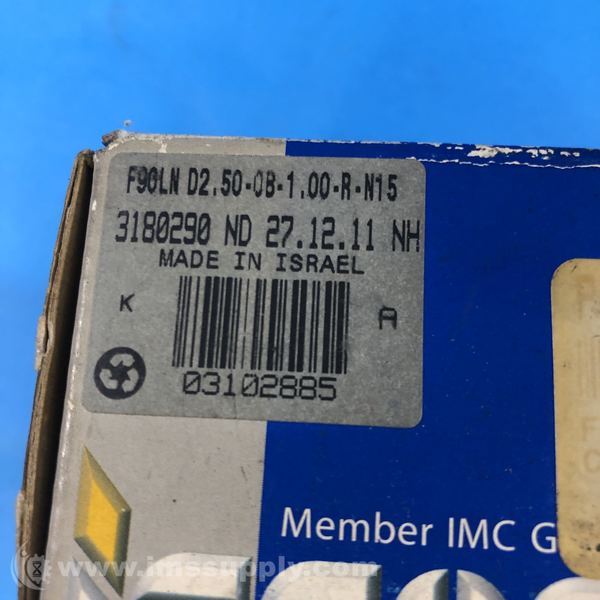 F90LN D2.50-08-1.00-R-N15
3180290 ND 27.12.11 NH
MADE IN ISRAEL
K
A
03102885
Member IMC G
www.imssupply.com